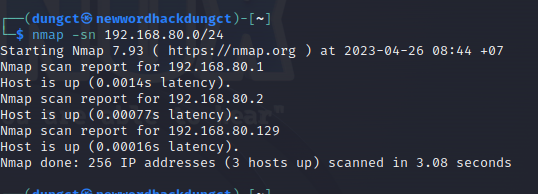 (dungct㉿newwordhackdungct)-[~]
$ nmap -sn 192.168.80.0/24
Starting Nmap 7.93 ( https://nmap.org ) at 2023-04-26 08:44 +07
Nmap scan report for 192.168.80.1
Host is up (0.0014s latency).
Nmap scan report for 192.168.80.2
Host is up (0.00077s latency).
Nmap scan report for 192.168.80.129
Host is up (0.00016s latency).
Nmap done: 256 IP addresses (3 hosts up) scanned in 3.08 seconds